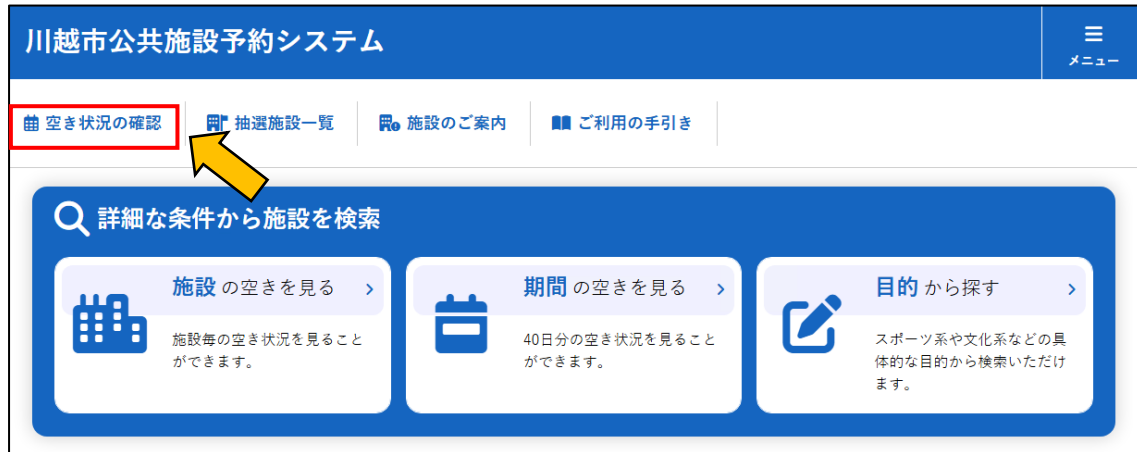 川越市公共施設予約システム
メニュー
空き状況の確認
抽選施設一覧
施設のご案内
ご利用の手引き
詳細な条件から施設を検索
施設 の空きを見る
施設毎の空き状況を見ること
ができます。
期間 の空きを見る
40日分の空き状況を見ること
ができます。
目的 から探す
スポーツ系や文化系などの具
体的な目的から検索いただけ
ます。